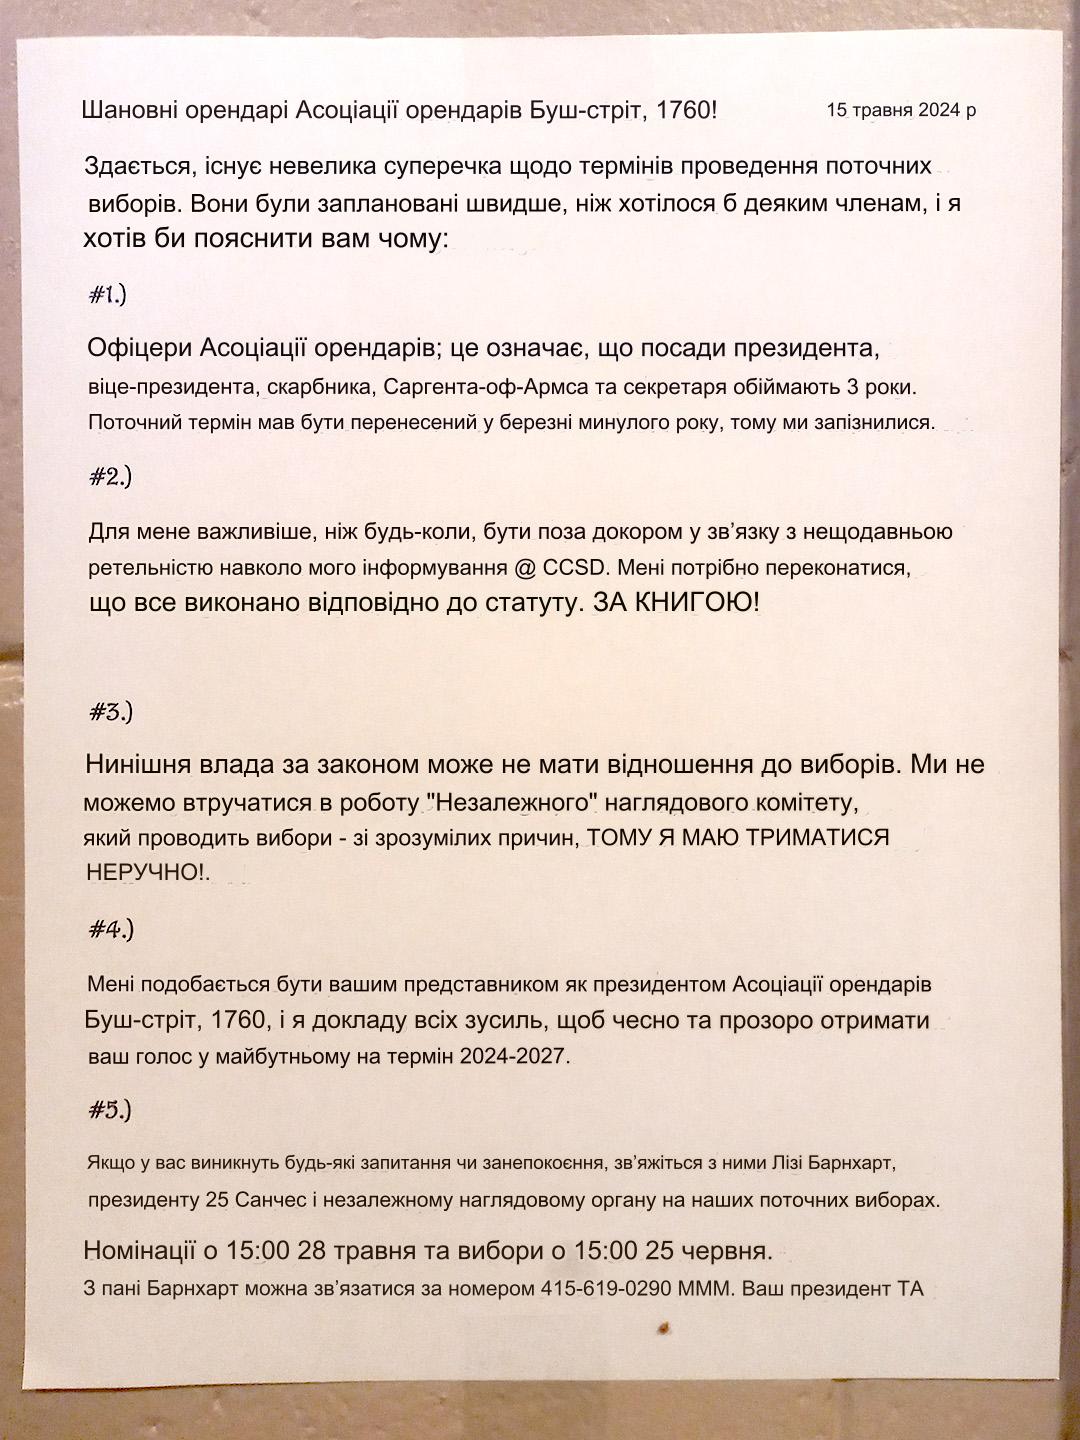 Шановні орендарі Асоціації орендарів Буш-стріт, 1760! 15 травня 2024 р
Здається, існує невелика суперечка щодо термінів проведення поточних
виборів. Вони були заплановані швидше, ніж хотілося б деяким членам, і я
хотів би пояснити вам чому:
#1.)
Офіцери Асоціації орендарів; це означає, що посади президента,
віце-президента, скарбника, Саргента-оф-Армса та секретаря обіймають 3 роки.
Поточний термін мав бути перенесений у березні минулого року, тому ми запізнилися.
#2.)
Для мене важливіше, ніж будь-коли, бути поза докором у зв’язку з нещодавньою
ретельністю навколо мого інформування @ CCSD. Мені потрібно переконатися,
що все виконано відповідно до статуту. ЗА КНИГОЮ!
#3.)
Нинішня влада за законом може не мати відношення до виборів. Ми не
можемо втручатися в роботу "Незалежного" наглядового комітету,
який проводить вибори - зі зрозумілих причин, ТОМУ Я МАЮ ТРИМАТИСЯ
НЕРУЧНО!.
#4.)
Мені подобається бути вашим представником як президентом Асоціації орендарів
Буш-стріт, 1760, і я докладу всіх зусиль, щоб чесно та прозоро отримати
ваш голос у майбутньому на термін 2024-2027.
#5.)
Якщо у вас виникнуть будь-які запитання чи занепокоєння, зв’яжіться з ними Лізі Барнхарт,
президенту 25 Санчес і незалежному наглядовому органу на наших поточних виборах.
Номінації о 15:00 28 травня та вибори о 15:00 25 червня.
З пані Барнхарт можна зв’язатися за номером 415-619-0290 МММ. Ваш президент ТА